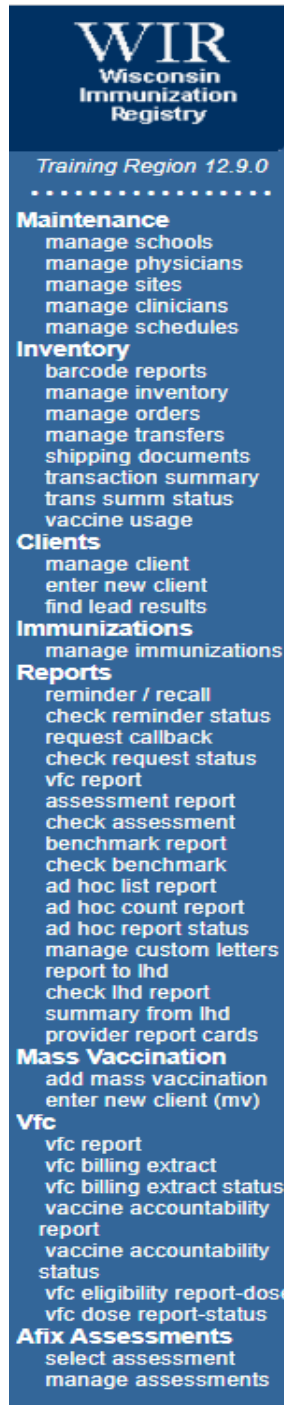 WIR
Wisconsin
Immunization
Registry
Training Region 12.9.0
Maintenance
manage schools
manage physicians
manage sites
manage clinicians
manage schedules
Inventory
barcode reports
manage inventory
manage orders
manage transfers
shipping documents
transaction summary
trans summ status
vaccine usage
Clients
manage client
enter new client
find lead results
Immunizations
manage immunizations
Reports
reminder / recall
check reminder status
request callback
check request status
vfc report
assessment report
check assessment
benchmark report
check benchmark
ad hoc list report
ad hoc count report
ad hoc report status
manage custom letters
report to lhd
check lhd report
summary from lhd
provider report cards
Mass Vaccination
add mass vaccination
enter new client (mv)
Vfc
vfc report
vfc billing extract
vfc billing extract status
vaccine accountability
report
vaccine accountability
status
vfc eligibility report-dose
vfc dose report-status
Afix Assessments
select assessment
manage assessments